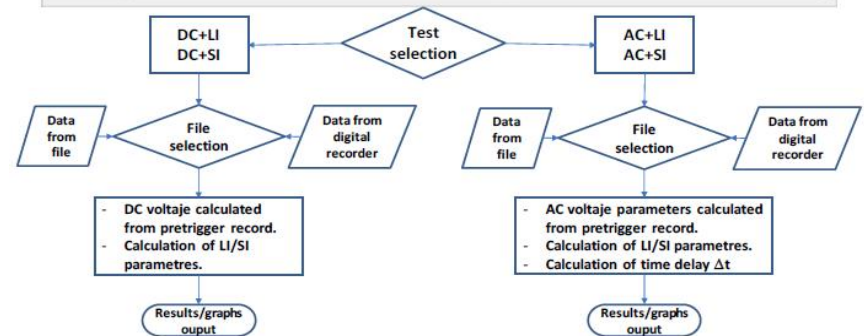 Test
selection
DC+LI
DC+SI
AC+LI
AC+SI
Data
from
file
File
selection
Data from
digital
recorder
Data
from
file
File
selection
Data from
digital
recorder
- DC voltaje calculated
from pretrigger record.
- Calculation of LI/SI
parametres.
- AC voltaje parameters calculated
from pretrigger record.
- Calculation of LI/SI parametres.
- Calculation of time delay Δt
Results/graphs
ouput
Results/graphs
ouput